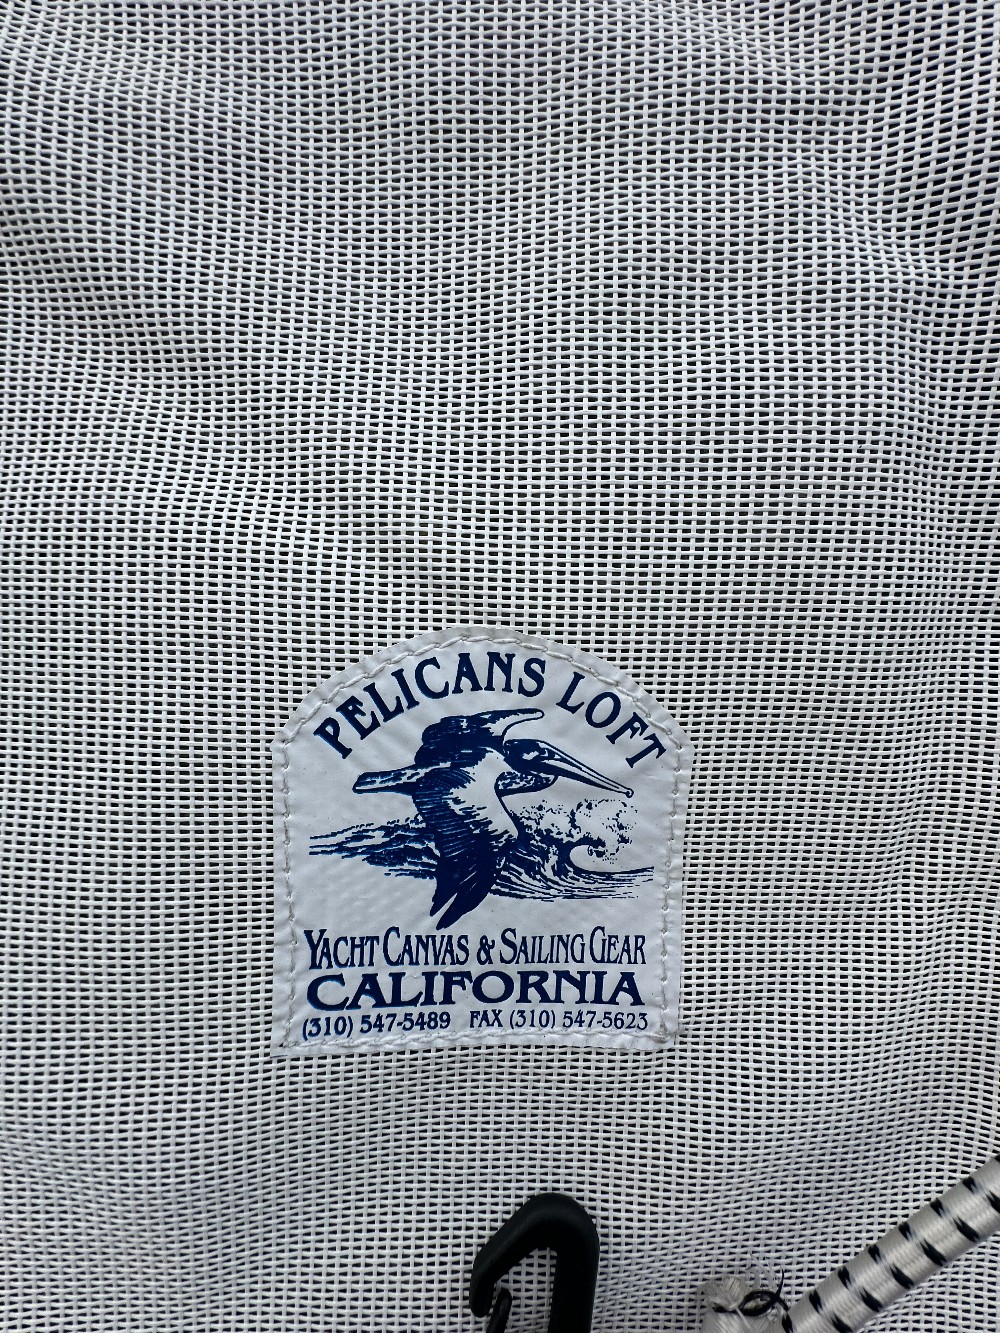 PELICANS LOFT
YACHT CANVAS & SAILING GEAR
CALIFORNIA
(310) 547-5489 FAX (310) 547-5623